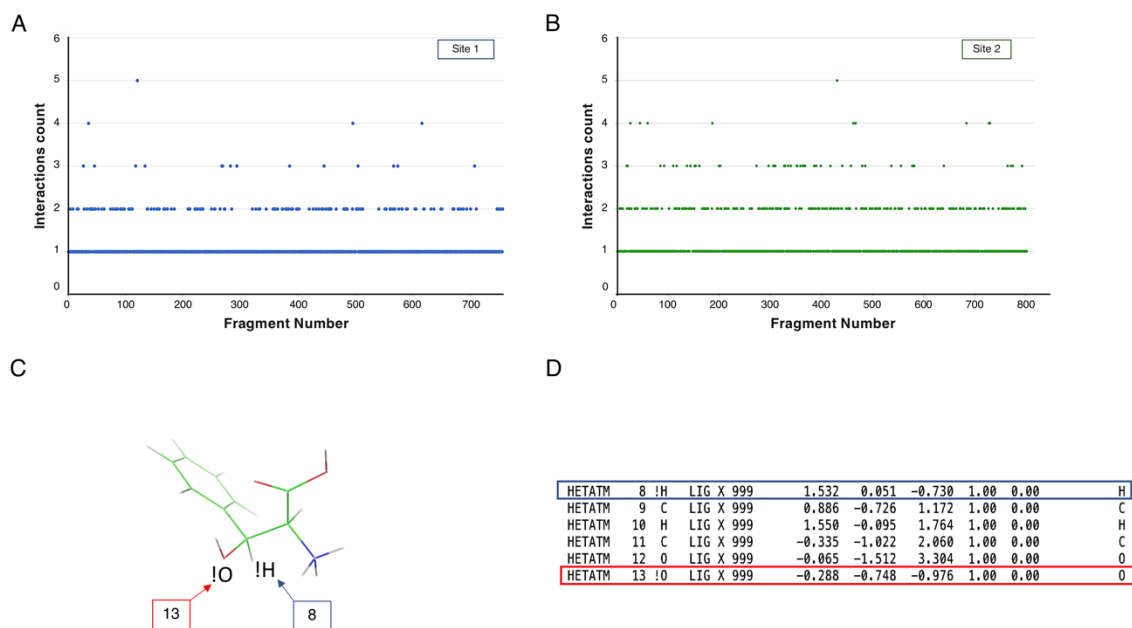 A
B
6
5
4
3
2
1
0
Interactions count
Site 1
0 100 200 300 400 500 600 700
Fragment Number
6
5
4
3
2
1
0
Interactions count
Site 2
0 100 200 300 400 500 600 700 800
Fragment Number
C
D
!O !H
13 8
HETATM 8 !H LIG X 999 1.532 0.051 −0.730 1.00 0.00 H
HETATM 9 C LIG X 999 0.886 −0.726 1.172 1.00 0.00 C
HETATM 10 H LIG X 999 1.550 −0.095 1.764 1.00 0.00 H
HETATM 11 C LIG X 999 −0.335 −1.022 2.060 1.00 0.00 C
HETATM 12 O LIG X 999 −0.065 −1.512 3.304 1.00 0.00 O
HETATM 13 !O LIG X 999 −0.288 −0.748 −0.976 1.00 0.00 O